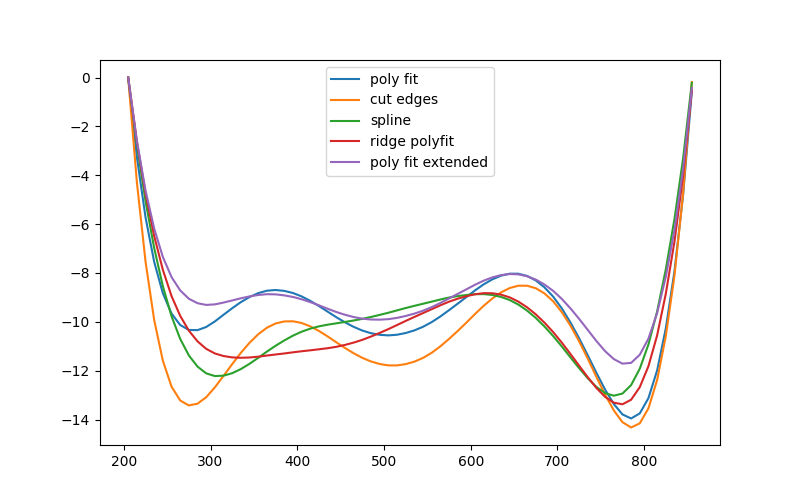 0
−2
−4
−6
−8
−10
−12
−14
poly fit
cut edges
spline
ridge polyfit
poly fit extended
200 300 400 500 600 700 800